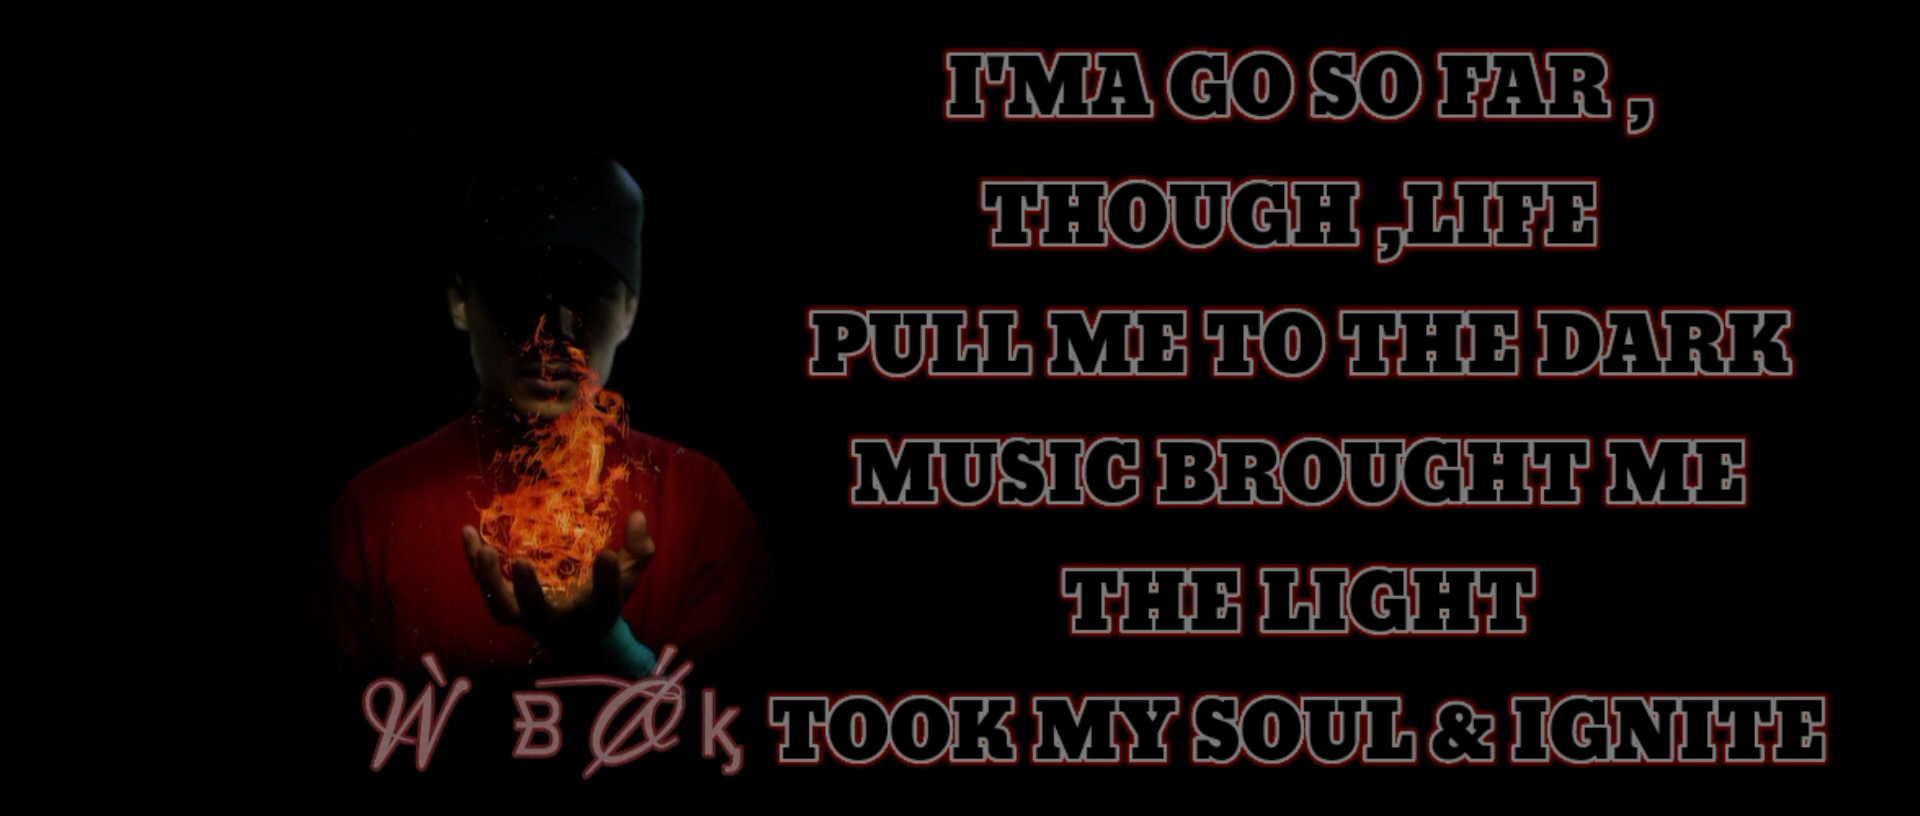 I'MA GO SO FAR ,
THOUGH ,LIFE
PULL ME TO THE DARK
MUSIC BROUGHT ME
THE LIGHT
TOOK MY SOUL & IGNITE